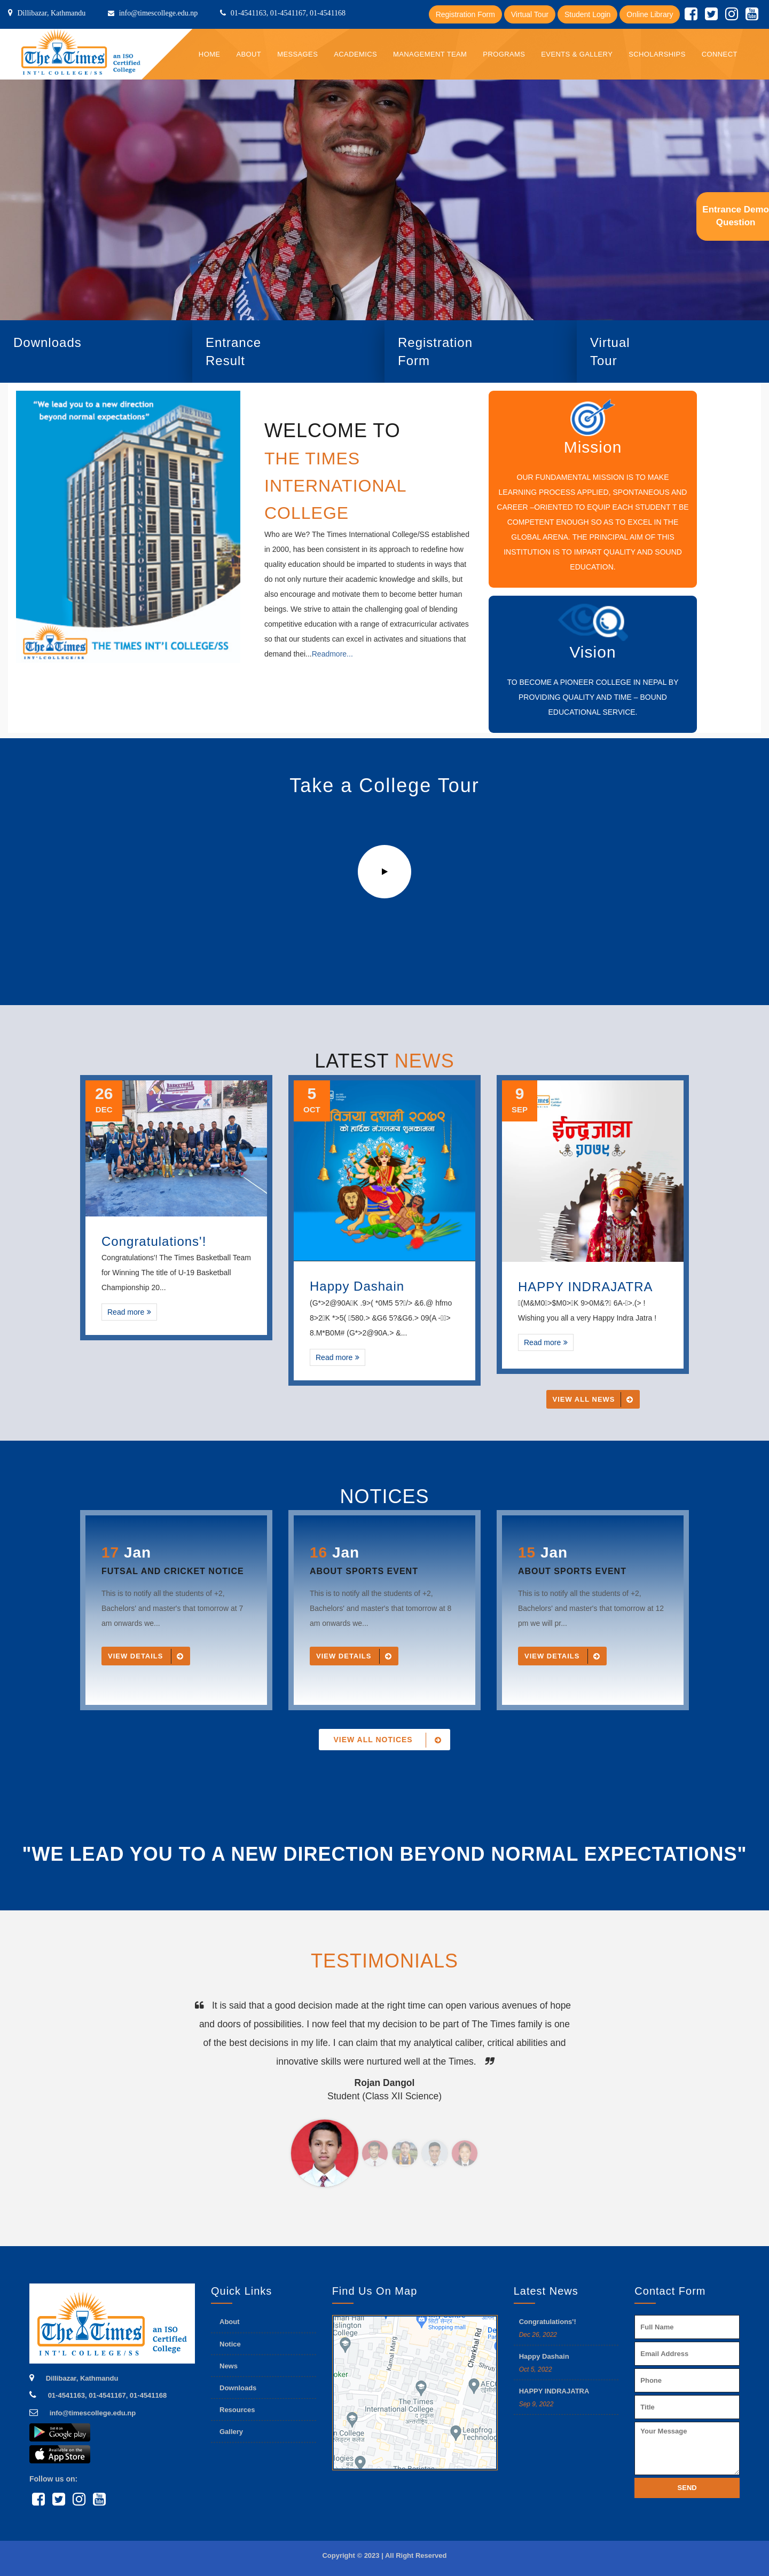 Dillibazar, Kathmandu info@timescollege.edu.np 01-4541163, 01-4541167, 01-4541168 Registration Form Virtual Tour Student Login Online Library
The Times
INT'L COLLEGE/SS
an ISO
Certified
College
HOME ABOUT MESSAGES ACADEMICS MANAGEMENT TEAM PROGRAMS EVENTS & GALLERY SCHOLARSHIPS CONNECT
Entrance Demo
Question
Downloads
Entrance
Result
Registration
Form
Virtual
Tour
"We lead you to a new direction
beyond normal expectations"
The Times
INT'L COLLEGE/SS
THE TIMES INT'l COLLEGE/SS
WELCOME TO
THE TIMES
INTERNATIONAL
COLLEGE
Who are We? The Times International College/SS established
in 2000, has been consistent in its approach to redefine how
quality education should be imparted to students in ways that
do not only nurture their academic knowledge and skills, but
also encourage and motivate them to become better human
beings. We strive to attain the challenging goal of blending
competitive education with a range of extracurricular activates
so that our students can excel in activates and situations that
demand thei...Readmore...
Mission
OUR FUNDAMENTAL MISSION IS TO MAKE
LEARNING PROCESS APPLIED, SPONTANEOUS AND
CAREER –ORIENTED TO EQUIP EACH STUDENT T BE
COMPETENT ENOUGH SO AS TO EXCEL IN THE
GLOBAL ARENA. THE PRINCIPAL AIM OF THIS
INSTITUTION IS TO IMPART QUALITY AND SOUND
EDUCATION.
Vision
TO BECOME A PIONEER COLLEGE IN NEPAL BY
PROVIDING QUALITY AND TIME – BOUND
EDUCATIONAL SERVICE.
Take a College Tour
LATEST NEWS
26
DEC
Congratulations'!
Congratulations'! The Times Basketball Team
for Winning The title of U-19 Basketball
Championship 20...
Read more »
5
OCT
विजया दशमी २०७९
को हार्दिक मंगलमय शुभकामना
Happy Dashain
(G*>2@90A K .9>( *0M5 5? /> &6.@ hfmo
8>2 K *>5( 580.> &G6 5?&G6.> 09(A - >
8.M*B0M# (G*>2@90A.> &...
Read more »
9
SEP
ईन्द्रजात्रा
२०७९
HAPPY INDRAJATRA
(M&M0 >$M0> K 9>0M&? 6A- >.(> !
Wishing you all a very Happy Indra Jatra !
Read more »
VIEW ALL NEWS
NOTICES
17 Jan
FUTSAL AND CRICKET NOTICE
This is to notify all the students of +2,
Bachelors' and master's that tomorrow at 7
am onwards we...
VIEW DETAILS
16 Jan
ABOUT SPORTS EVENT
This is to notify all the students of +2,
Bachelors' and master's that tomorrow at 8
am onwards we...
VIEW DETAILS
15 Jan
ABOUT SPORTS EVENT
This is to notify all the students of +2,
Bachelors' and master's that tomorrow at 12
pm we will pr...
VIEW DETAILS
VIEW ALL NOTICES
"WE LEAD YOU TO A NEW DIRECTION BEYOND NORMAL EXPECTATIONS"
TESTIMONIALS
It is said that a good decision made at the right time can open various avenues of hope
and doors of possibilities. I now feel that my decision to be part of The Times family is one
of the best decisions in my life. I can claim that my analytical caliber, critical abilities and
innovative skills were nurtured well at the Times.
Rojan Dangol
Student (Class XII Science)
The Times
INT'L COLLEGE/SS
an ISO
Certified
College
Dillibazar, Kathmandu
01-4541163, 01-4541167, 01-4541168
info@timescollege.edu.np
Google play
Available on the
App Store
Follow us on:
Quick Links
About
Notice
News
Downloads
Resources
Gallery
Find Us On Map
islington
College
Shopping mall
Kamal Marg
Charkhal Rd
The Times
International College
Leapfrog
Technolog
n College
Latest News
Congratulations'!
Dec 26, 2022
Happy Dashain
Oct 5, 2022
HAPPY INDRAJATRA
Sep 9, 2022
Contact Form
Full Name
Email Address
Phone
Title
Your Message
SEND
Copyright © 2023 | All Right Reserved